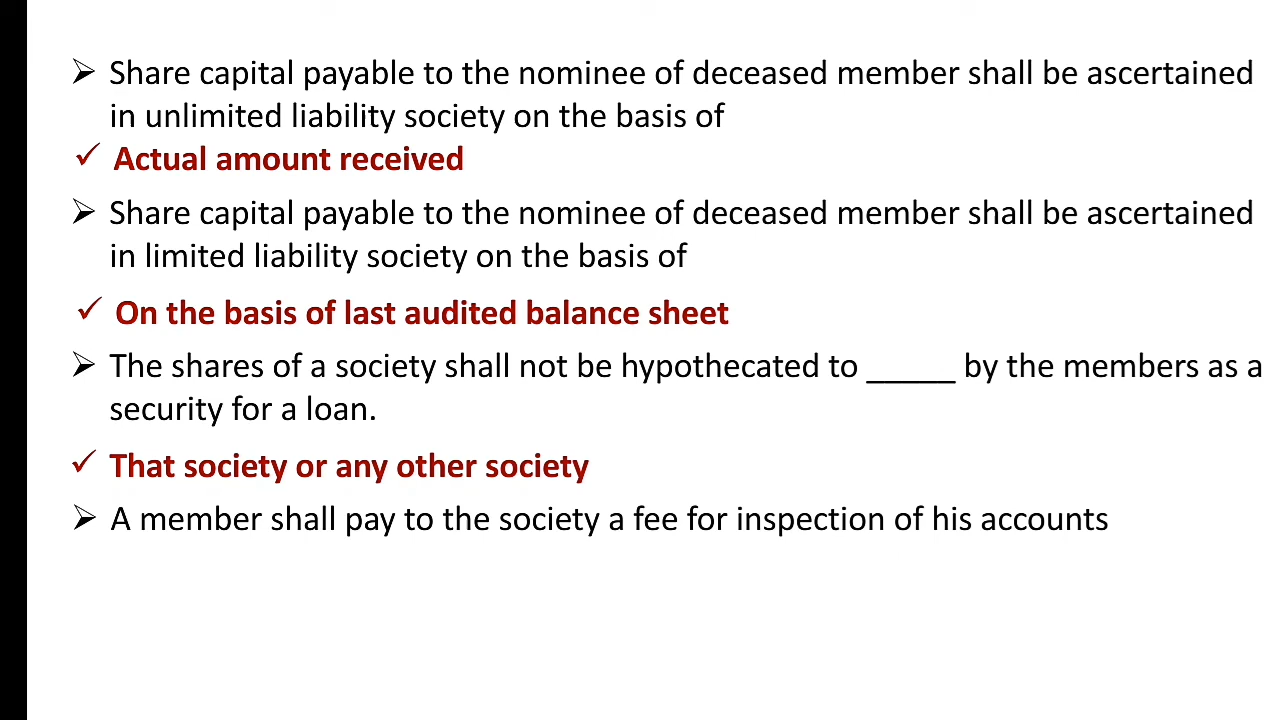 ➢ Share capital payable to the nominee of deceased member shall be ascertained
in unlimited liability society on the basis of
✓ Actual amount received
➢ Share capital payable to the nominee of deceased member shall be ascertained
in limited liability society on the basis of
✓ On the basis of last audited balance sheet
➢ The shares of a society shall not be hypothecated to _____ by the members as a
security for a loan.
✓ That society or any other society
➢ A member shall pay to the society a fee for inspection of his accounts